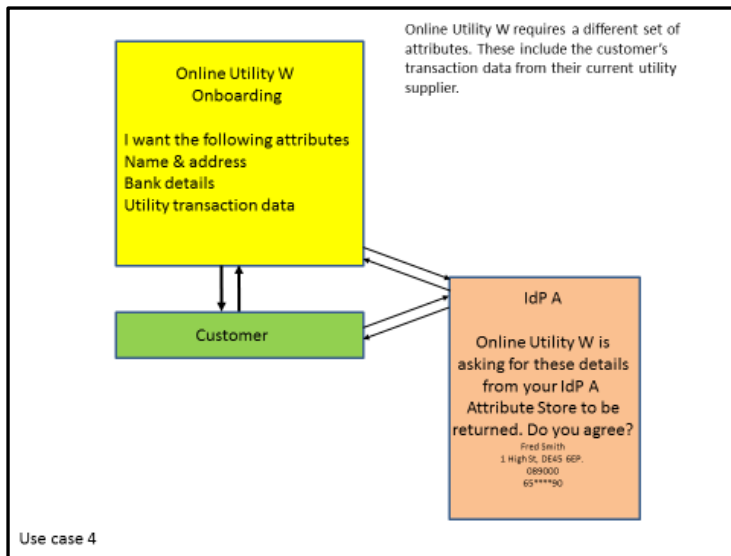 Online Utility W requires a different set of
attributes. These include the customer's
transaction data from their current utility
supplier.
Online Utility W
Onboarding
I want the following attributes
Name & address
Bank details
Utility transaction data
Customer
IdP A
Online Utility W is
asking for these details
from your IdP A
Attribute Store to be
returned. Do you agree?
Fred Smith
1 High St, DE45 6EP.
089000
65****90
Use case 4